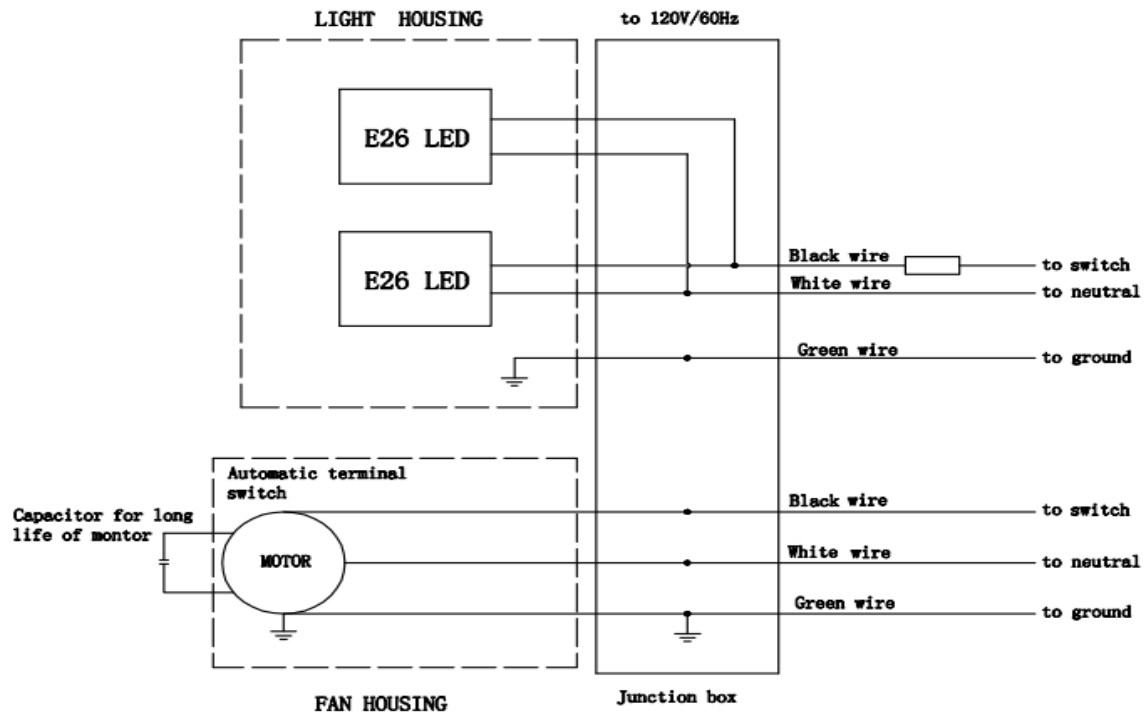 LIGHT HOUSING
to 120V/60Hz
E26 LED
E26 LED
Black wire
to switch
White wire
to neutral
Green wire
to ground
Automatic terminal
switch
Capacitor for long
life of montor
MOTOR
Black wire
to switch
White wire
to neutral
Green wire
to ground
FAN HOUSING
Junction box